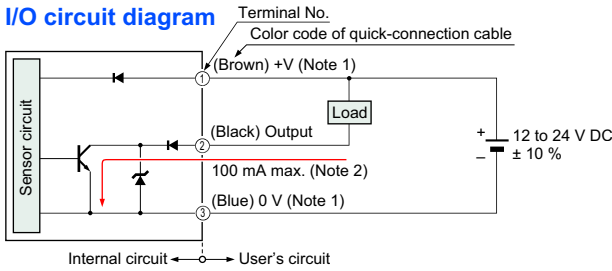 I/O circuit diagram
Terminal No.
Color code of quick-connection cable
1
(Brown) +V (Note 1)
Load
Sensor circuit
2
(Black) Output
+
12 to 24 V DC
–
± 10 %
100 mA max. (Note 2)
3
(Blue) 0 V (Note 1)
Internal circuit
User's circuit